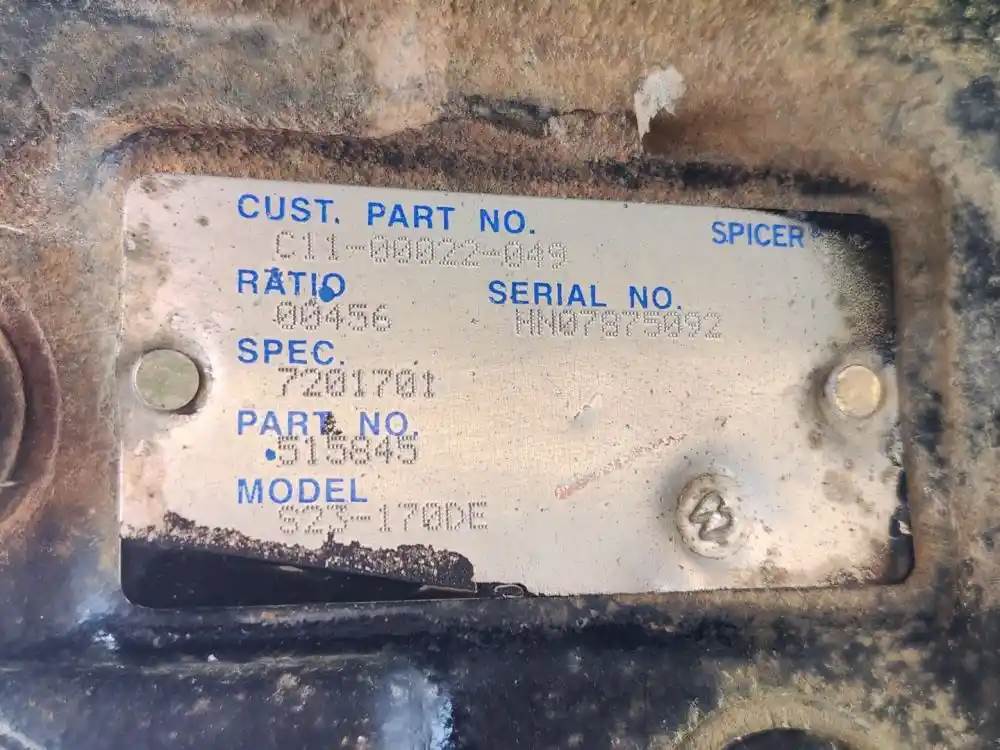 CUST. PART NO.
SPICER
C11-00022-049
RATIO
SERIAL NO.
00456
HN07875092
SPEC.
7201701
PART NO.
515845
MODEL
S23-170DE